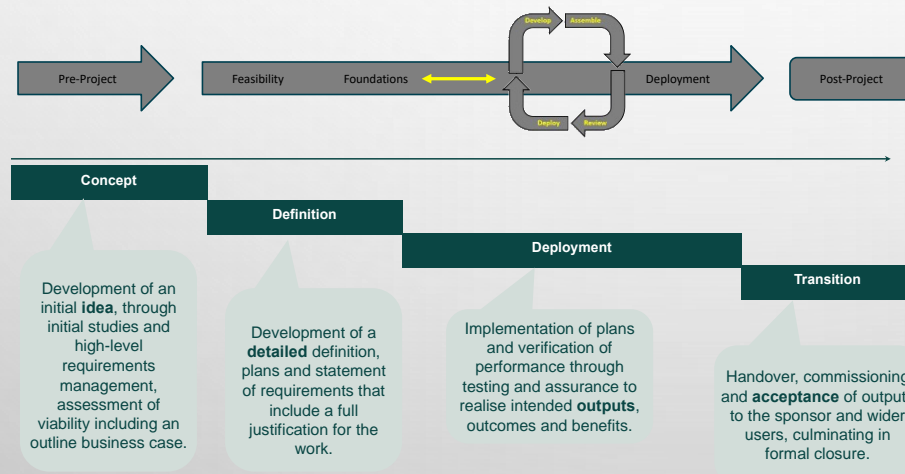 Develop
Assemble
Pre-Project
Feasibility
Foundations
Deployment
Post-Project
Deploy
Review
Concept
Definition
Deployment
Transition
Development of an
initial idea, through
initial studies and
high-level
requirements
management,
assessment of
viability including an
outline business case.
Development of a
detailed definition,
plans and statement
of requirements that
include a full
justification for the
work.
Implementation of plans
and verification of
performance through
testing and assurance to
realise intended outputs,
outcomes and benefits.
Handover, commissioning
and acceptance of output
to the sponsor and wider
users, culminating in
formal closure.